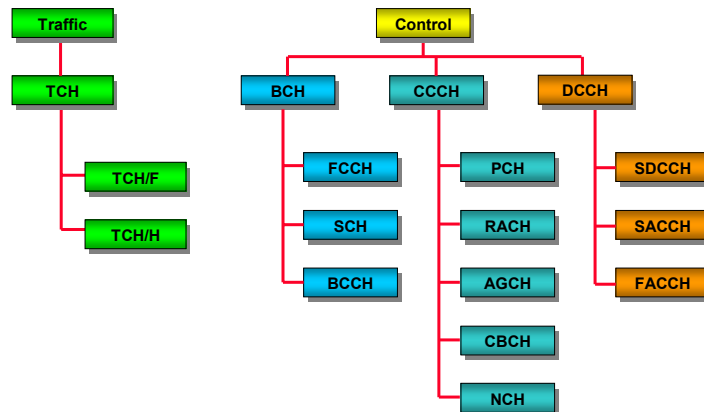 Traffic
Control
TCH
BCH
CCCH
DCCH
TCH/F
FCCH
PCH
SDCCH
TCH/H
SCH
RACH
SACCH
BCCH
AGCH
FACCH
CBCH
NCH